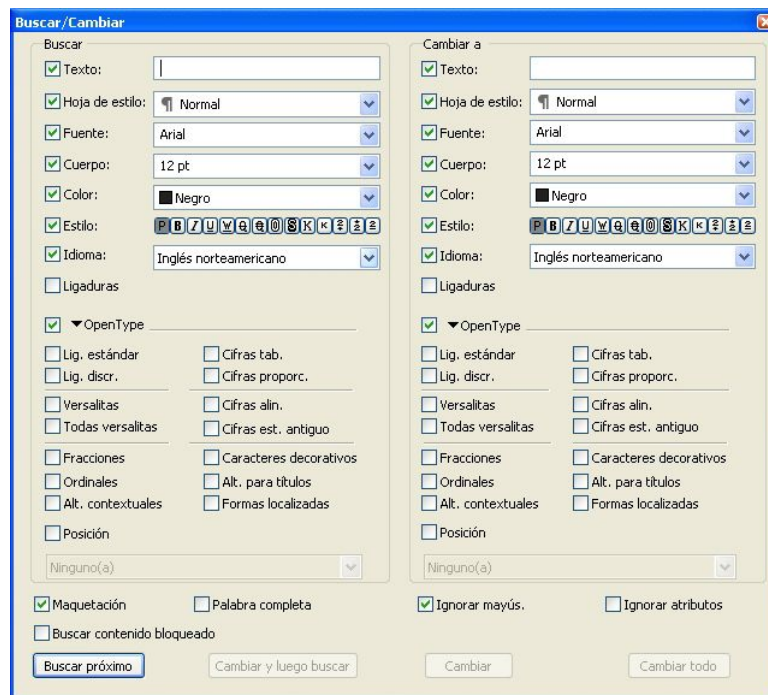 Buscar/Cambiar
Buscar
Texto:
Hoja de estilo: ¶ Normal
Fuente: Arial
Cuerpo: 12 pt
Color: Negro
Estilo: P B I U W Q Q O S K K 2 2 2
Idioma: Inglés norteamericano
Ligaduras
OpenType
Lig. estándar Cifras tab.
Lig. discr. Cifras proporc.
Versalitas Cifras alin.
Todas versalitas Cifras est. antiguo
Fracciones Caracteres decorativos
Ordinales Alt. para títulos
Alt. contextuales Formas localizadas
Posición
Ninguno(a)
Cambiar a
Texto:
Hoja de estilo: ¶ Normal
Fuente: Arial
Cuerpo: 12 pt
Color: Negro
Estilo: P B I U W Q Q O S K K 2 2 2
Idioma: Inglés norteamericano
Ligaduras
OpenType
Lig. estándar Cifras tab.
Lig. discr. Cifras proporc.
Versalitas Cifras alin.
Todas versalitas Cifras est. antiguo
Fracciones Caracteres decorativos
Ordinales Alt. para títulos
Alt. contextuales Formas localizadas
Posición
Ninguno(a)
Maquetación Palabra completa Ignorar mayús. Ignorar atributos
Buscar contenido bloqueado
Buscar próximo Cambiar y luego buscar Cambiar Cambiar todo